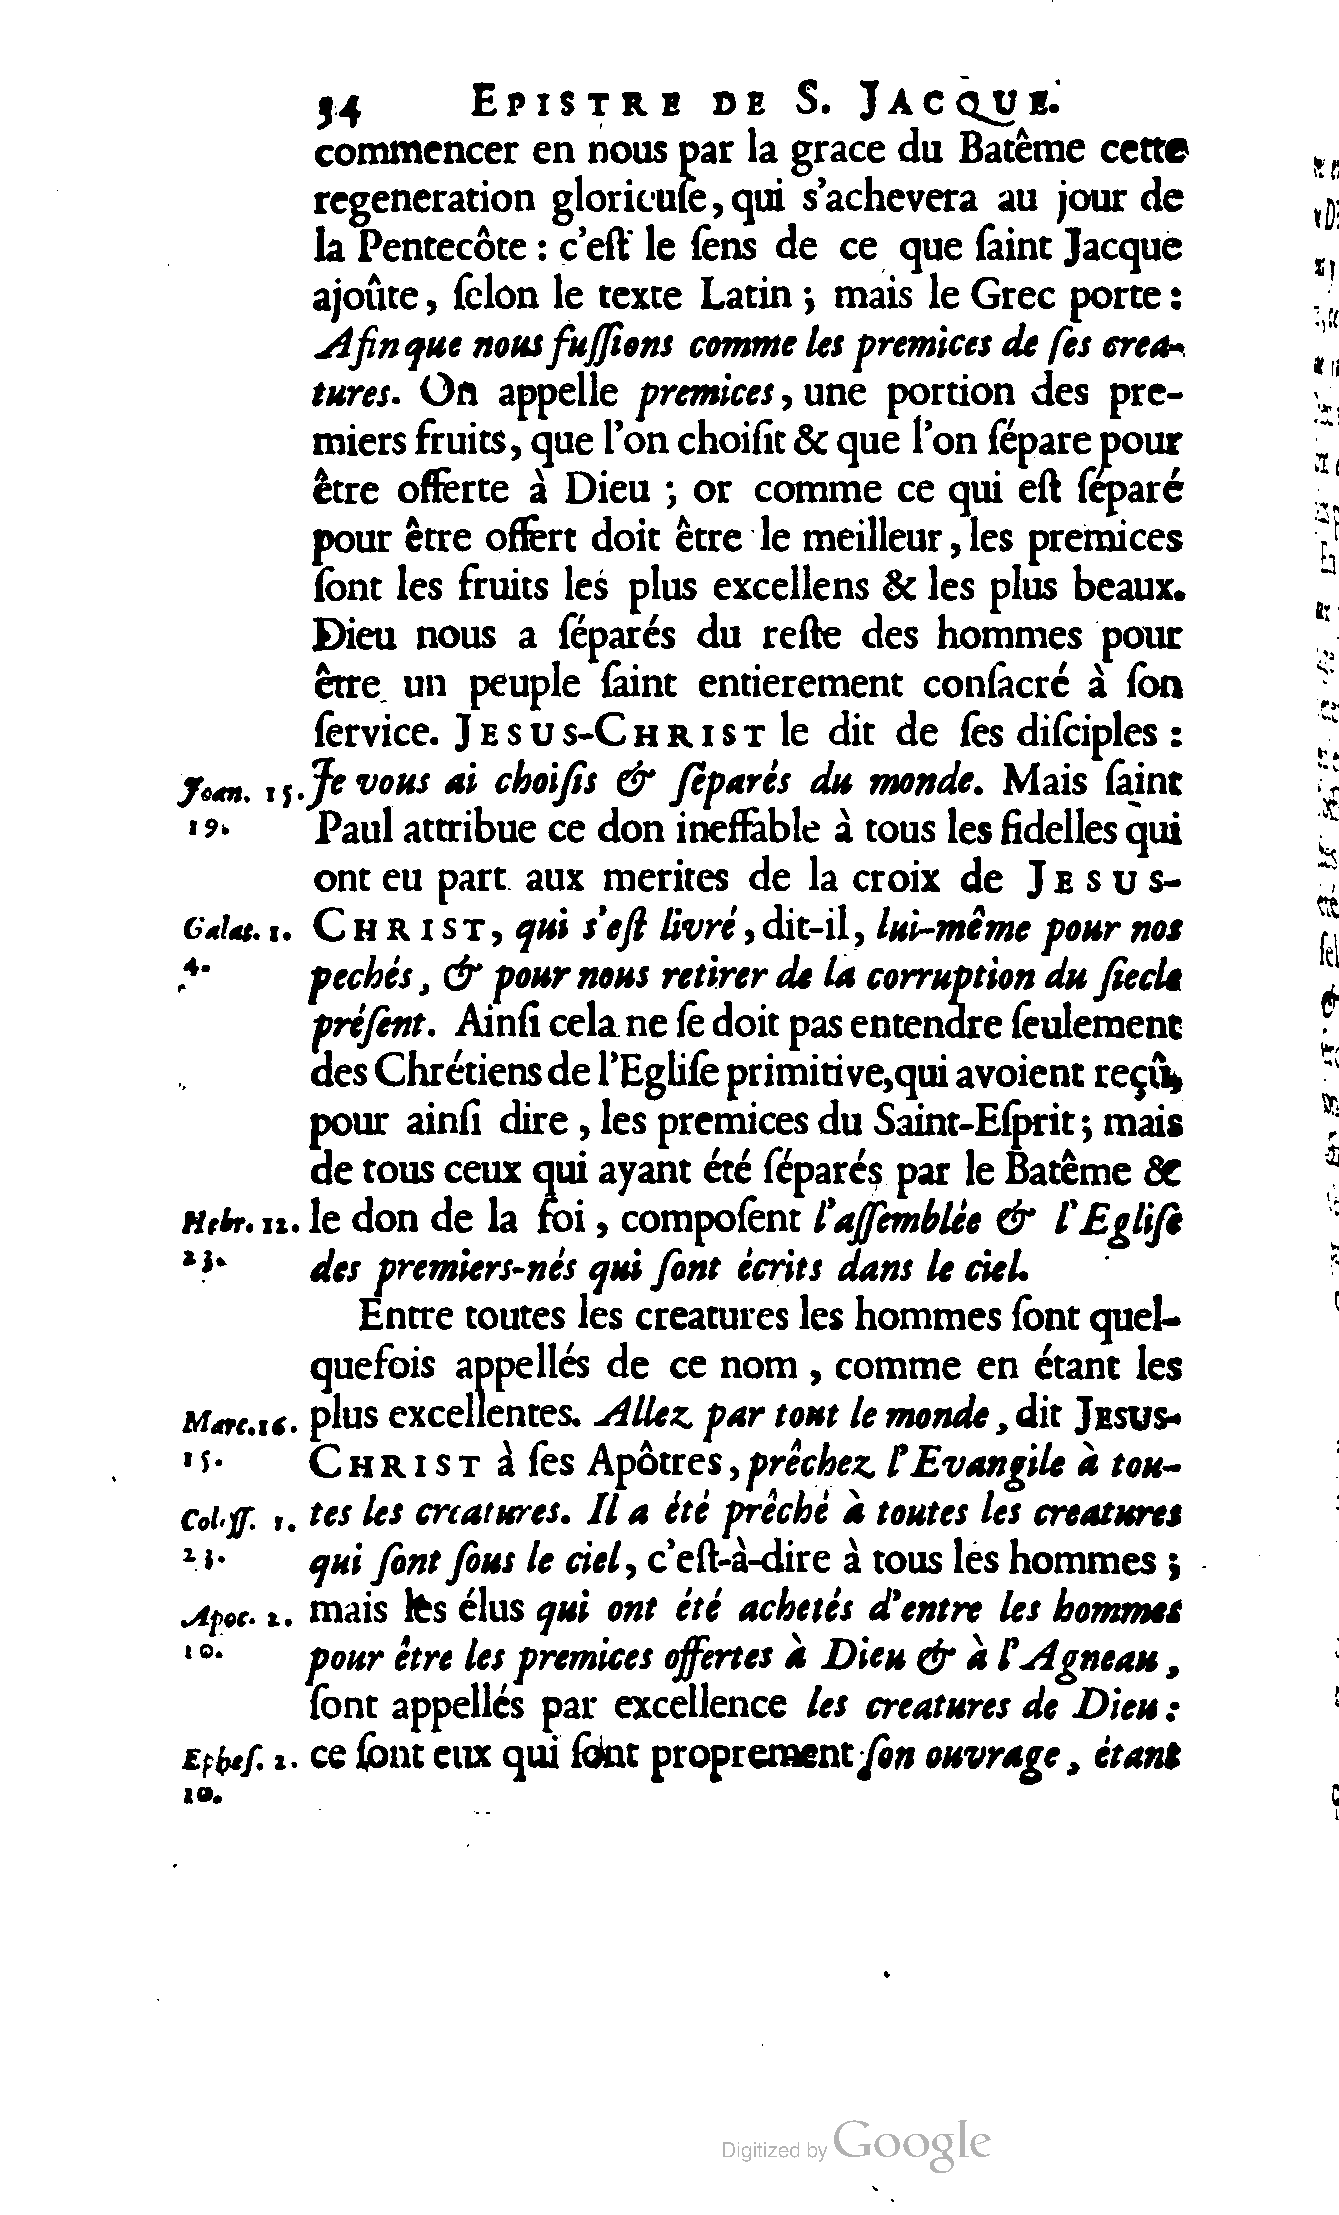 34 EPISTRE DE S. JACQUE.
commencer en nous par la grace du Batême cette
regeneration glorieuſe, qui s'achevera au jour de
la Pentecôte : c'eſt le ſens de ce que ſaint Jacque
ajoûte, ſelon le texte Latin ; mais le Grec porte :
Afin que nous fuſſions comme les premices de ſes crea-
tures. On appelle premices, une portion des pre-
miers fruits, que l'on choiſit & que l'on ſépare pour
être offerte à Dieu ; or comme ce qui eſt ſéparé
pour être offert doit être le meilleur, les premices
ſont les fruits les plus excellens & les plus beaux.
Dieu nous a ſéparés du reſte des hommes pour
être un peuple ſaint entierement conſacré à ſon
ſervice. JESUS-CHRIST le dit de ſes diſciples :
Joan. 15. Je vous ai choiſis & ſéparés du monde. Mais ſaint
19. Paul attribue ce don ineffable à tous les fidelles qui
ont eu part aux merites de la croix de JESUS-
Galat. 1. CHRIST, qui s'eſt livré, dit-il, lui-même pour nos
4. pechés, & pour nous retirer de la corruption du ſiecle
préſent. Ainſi cela ne ſe doit pas entendre ſeulement
des Chrétiens de l'Egliſe primitive, qui avoient reçû,
pour ainſi dire, les premices du Saint-Eſprit ; mais
de tous ceux qui ayant été ſéparés par le Batême &
Hebr. 12. le don de la foi, compoſent l'aſſemblée & l'Egliſe
23. des premiers-nés qui ſont écrits dans le ciel.
Entre toutes les creatures les hommes ſont quel-
quefois appellés de ce nom, comme en étant les
Marc. 16. plus excellentes. Allez par tout le monde, dit JESUS-
15. CHRIST à ſes Apôtres, prêchez l'Evangile à tou-
Coloſſ. 1. tes les creatures. Il a été prêché à toutes les creatures
23. qui ſont ſous le ciel, c'eſt-à-dire à tous les hommes ;
Apoc. 2. mais les élus qui ont été achetés d'entre les hommes
10. pour être les premices offertes à Dieu & à l'Agneau,
ſont appellés par excellence les creatures de Dieu :
Epheſ. 2. ce ſont eux qui ſont proprement ſon ouvrage, étant
10.
Digitized by Google